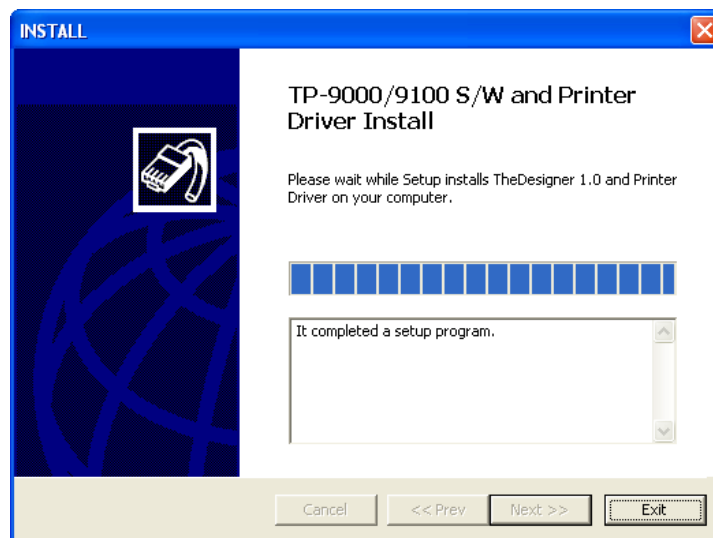 INSTALL
TP-9000/9100 S/W and Printer
Driver Install
Please wait while Setup installs TheDesigner 1.0 and Printer
Driver on your computer.
It completed a setup program.
Cancel << Prev Next >> Exit